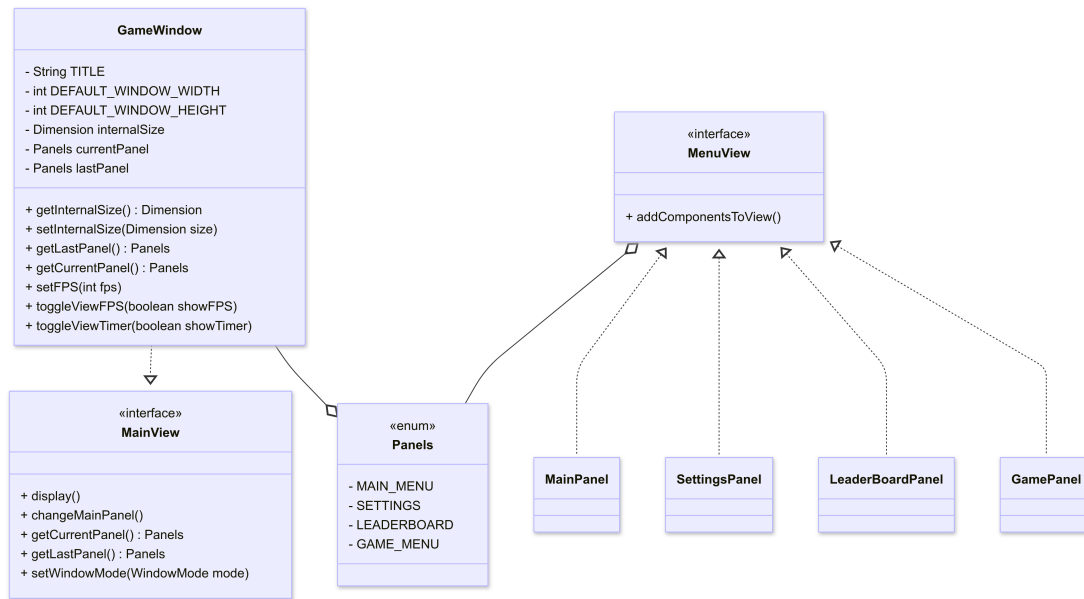 GameWindow
- String TITLE
- int DEFAULT_WINDOW_WIDTH
- int DEFAULT_WINDOW_HEIGHT
- Dimension internalSize
- Panels currentPanel
- Panels lastPanel
+ getInternalSize() : Dimension
+ setInternalSize(Dimension size)
+ getLastPanel() : Panels
+ getCurrentPanel() : Panels
+ setFPS(int fps)
+ toggleViewFPS(boolean showFPS)
+ toggleViewTimer(boolean showTimer)
«interface»
MenuView
+ addComponentsToView()
«interface»
MainView
+ display()
+ changeMainPanel()
+ getCurrentPanel() : Panels
+ getLastPanel() : Panels
+ setWindowMode(WindowMode mode)
«enum»
Panels
- MAIN_MENU
- SETTINGS
- LEADERBOARD
- GAME_MENU
MainPanel
SettingsPanel
LeaderBoardPanel
GamePanel